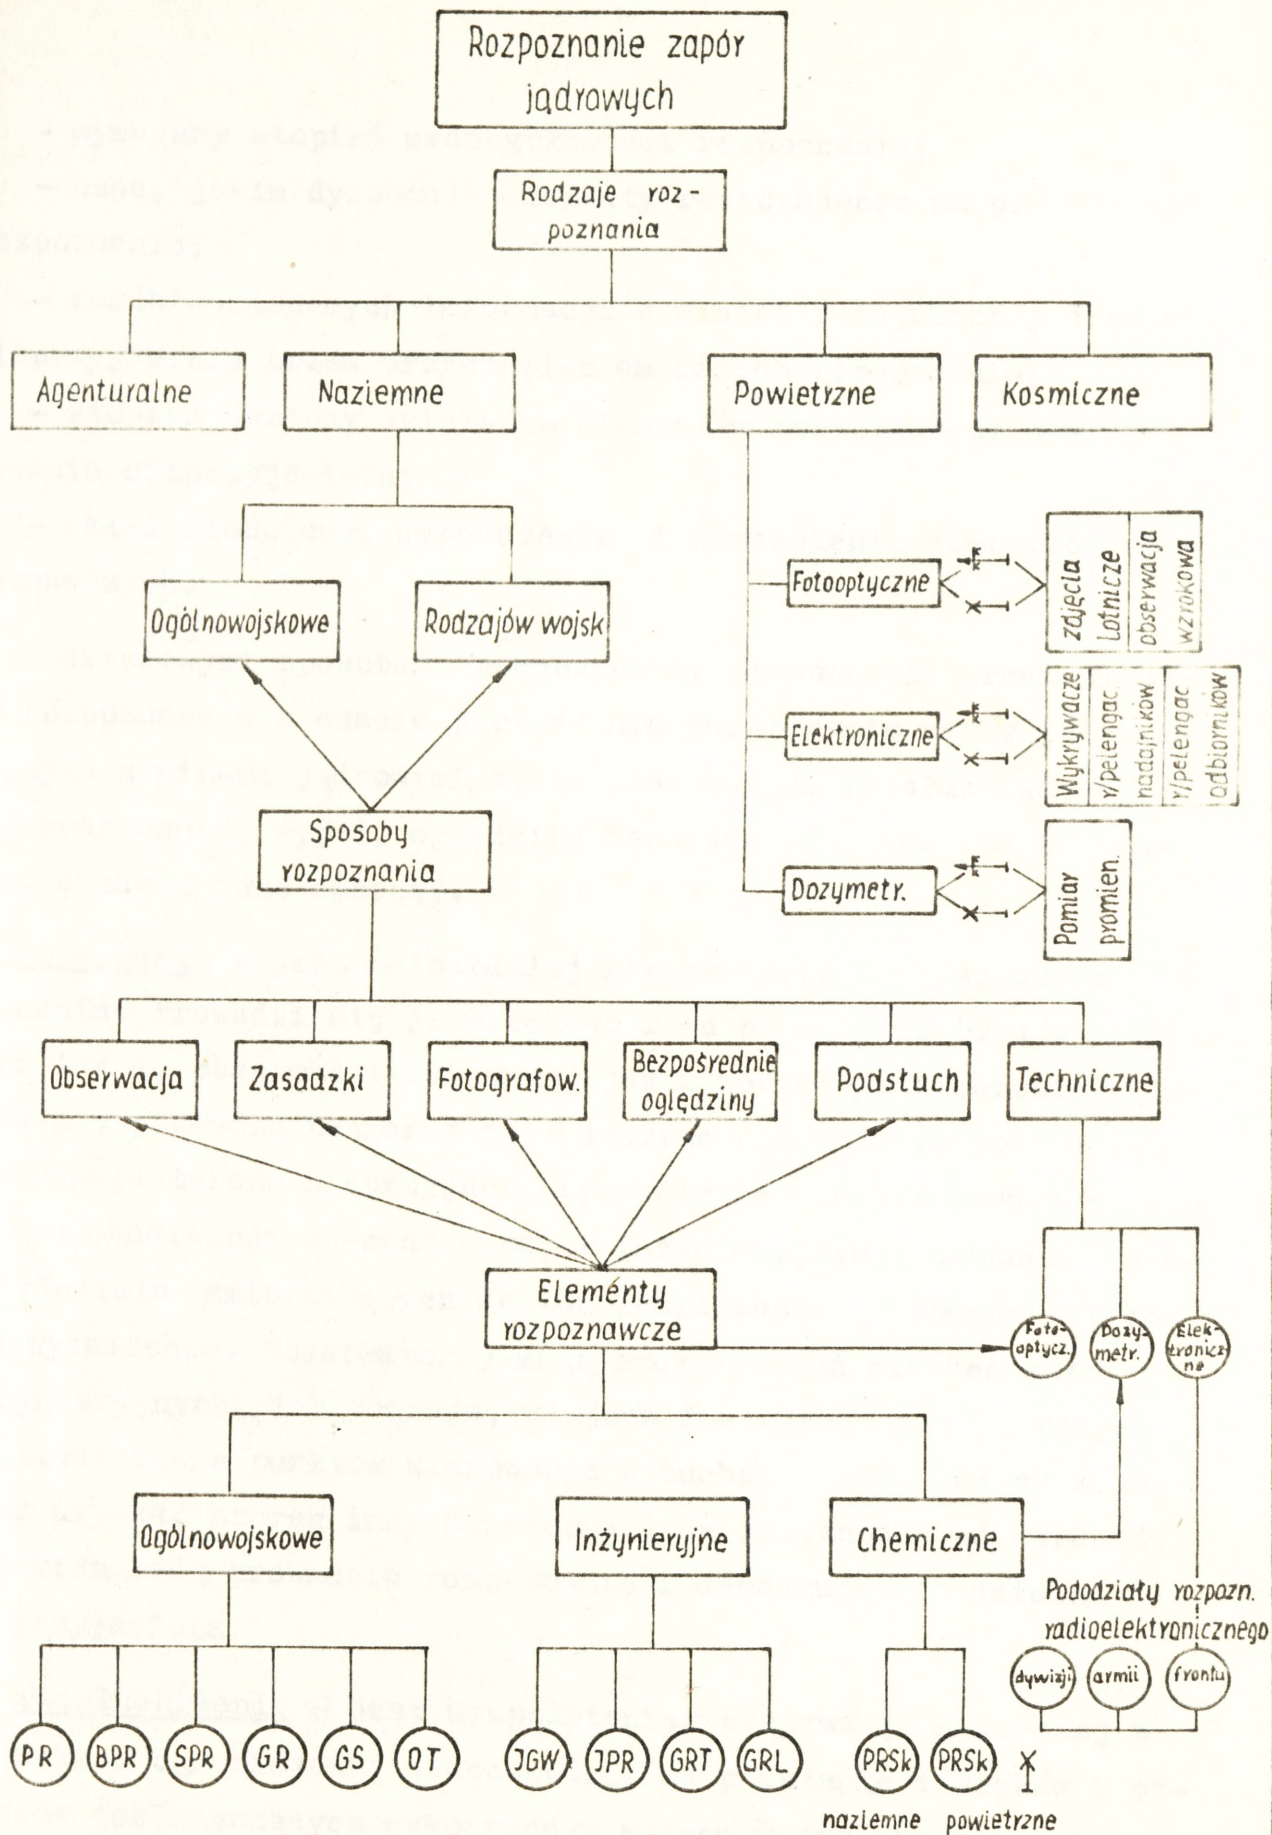 Rozpoznanie zapór
jądrowych
Rodzaje roz-
poznania
Agenturalne
Naziemne
Powietrzne
Kosmiczne
Ogólnowojskowe
Rodzajów wojsk
Fotooptyczne
zdjęcia
lotnicze
obserwacja
wzrokowa
Elektroniczne
Wykrywacze
r/pelengac
nadajników
r/pelengac
odbiorników
Dozymetr.
Pomiar
promien.
Sposoby
rozpoznania
Obserwacja
Zasadzki
Fotografow.
Bezpośrednie
oględziny
Podsłuch
Techniczne
Elementy
rozpoznawcze
Foto-
optycz.
Dozy-
metr.
Elek-
tronicz-
ne
Ogólnowojskowe
Inżynieryjne
Chemiczne
Pododziały rozpozn.
radioelektronicznego
dywizji
armii
frontu
PR
BPR
SPR
GR
GS
OT
JGW
JPR
GRT
GRL
PRSk
PRSk
naziemne
powietrzne